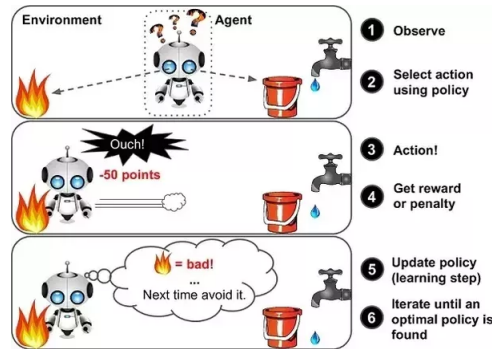 Environment
Agent
? ? ?
1 Observe
2 Select action
using policy
Ouch!
-50 points
3 Action!
4 Get reward
or penalty
= bad!
...
Next time avoid it.
5 Update policy
(learning step)
6 Iterate until an
optimal policy is
found